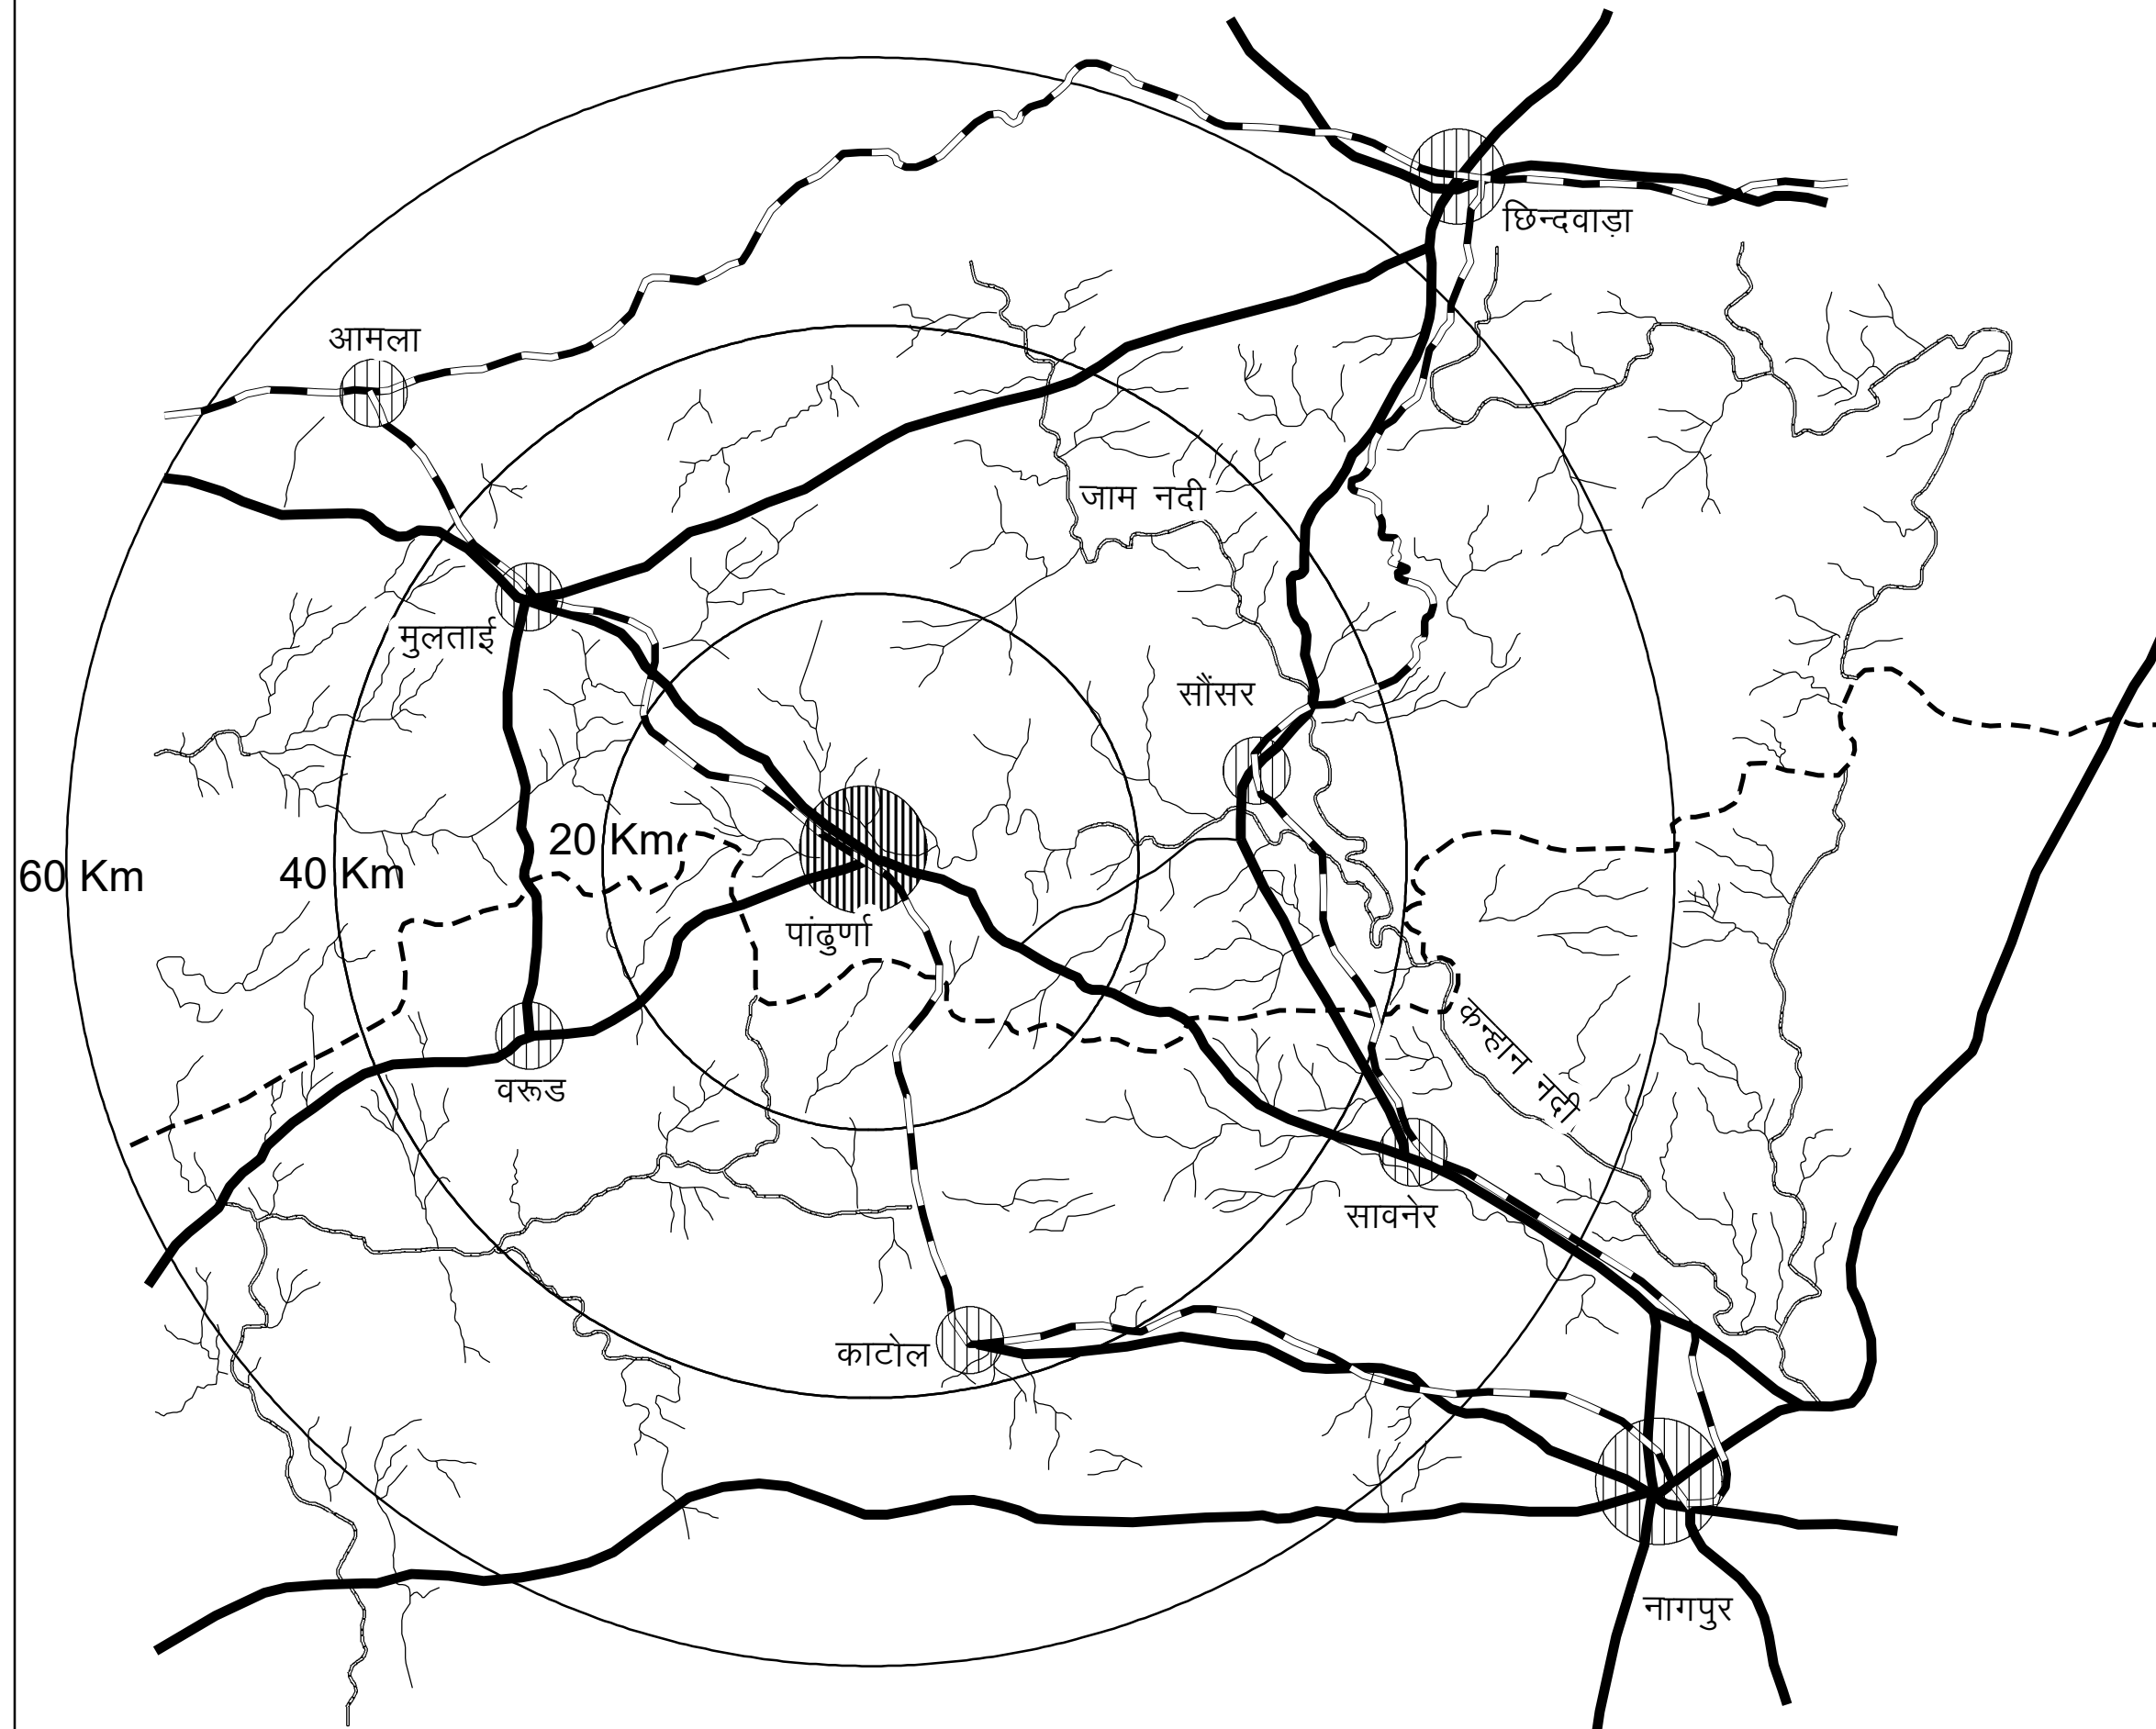 छिन्दवाड़ा
आमला
जाम नदी
मुलताई
सौंसर
20 Km
40 Km
60 Km
पांढुर्णा
कन्हान नदी
वरूड
सावनेर
काटोल
नागपुर